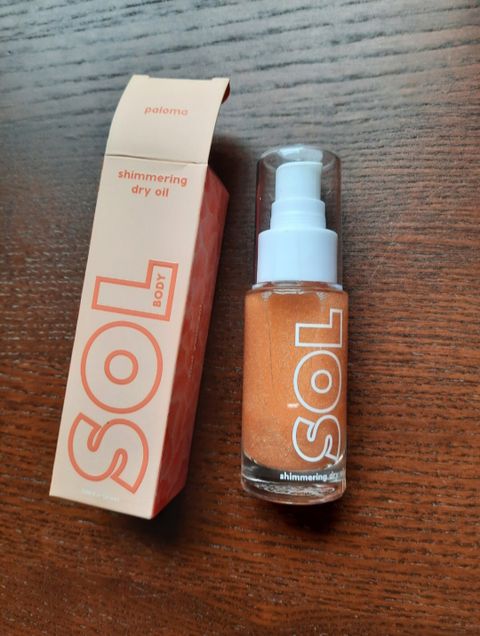 paloma
shimmering
dry oil
SOL
BODY
SOL
shimmering dry